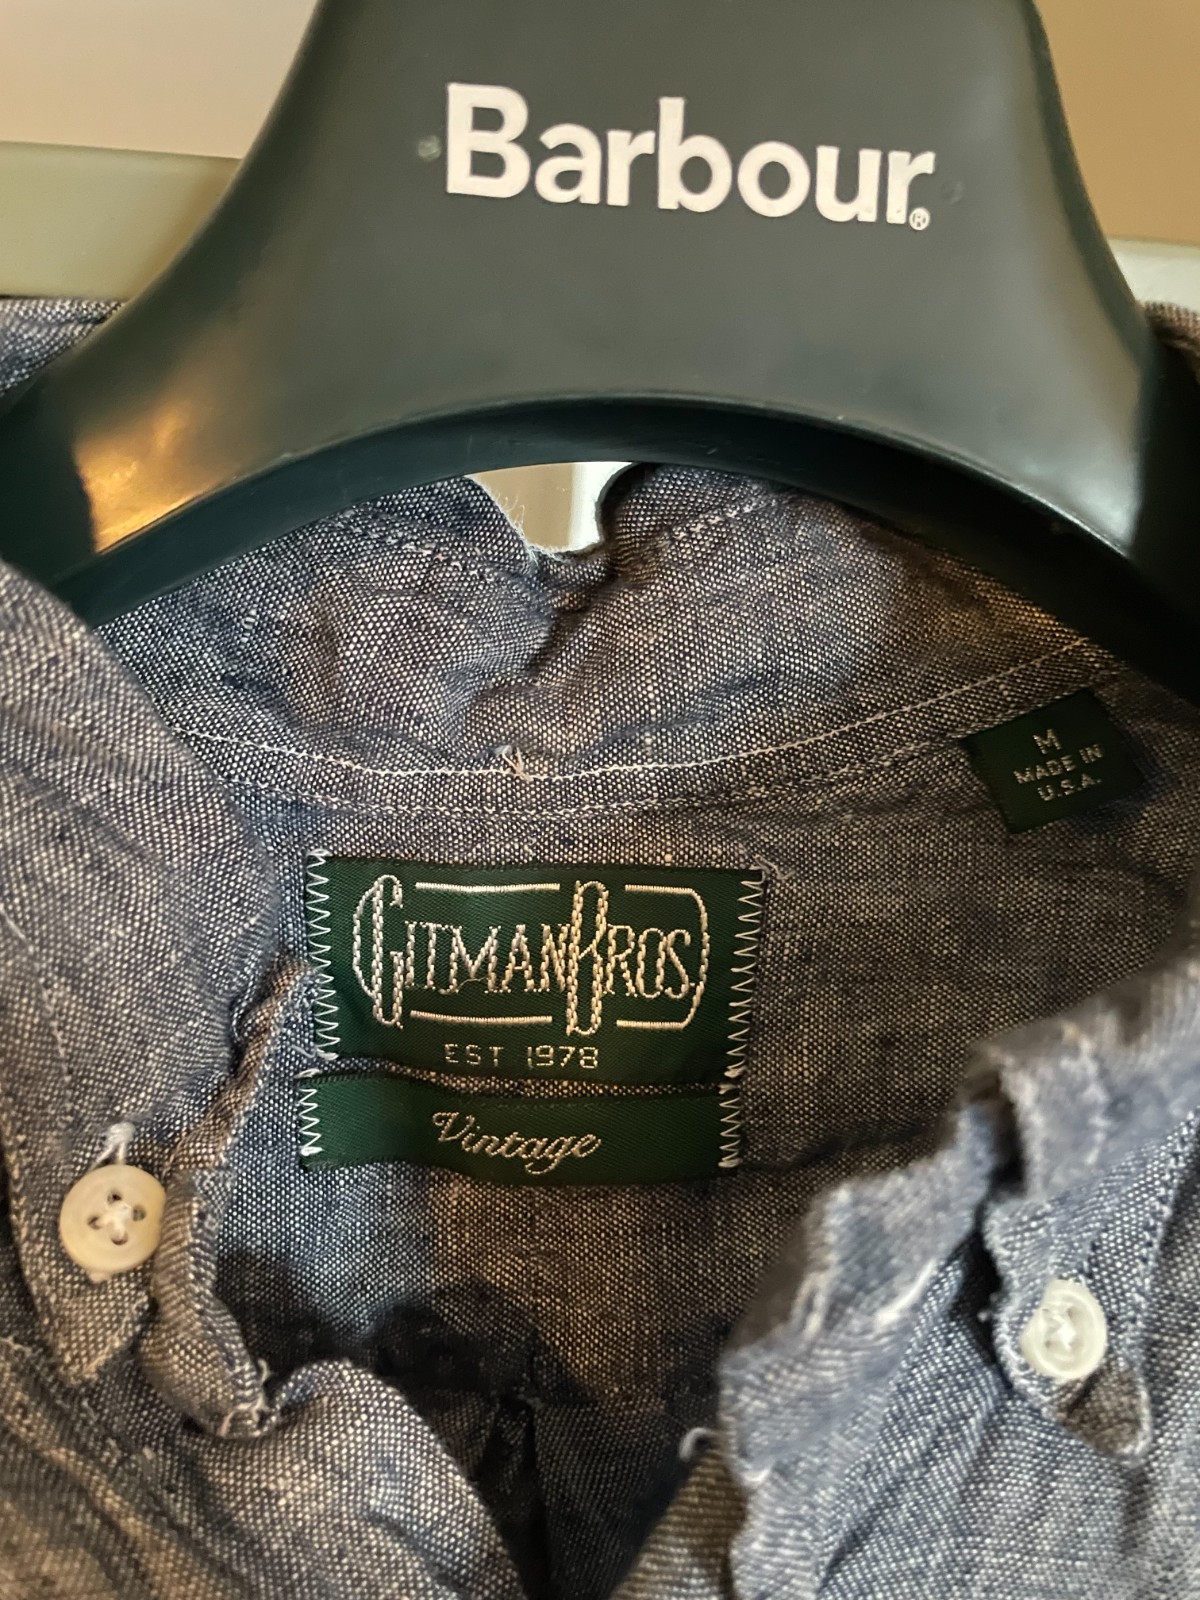 Barbour®
M
MADE IN
U.S.A.
GITMAN BROS.
EST 1978
Vintage